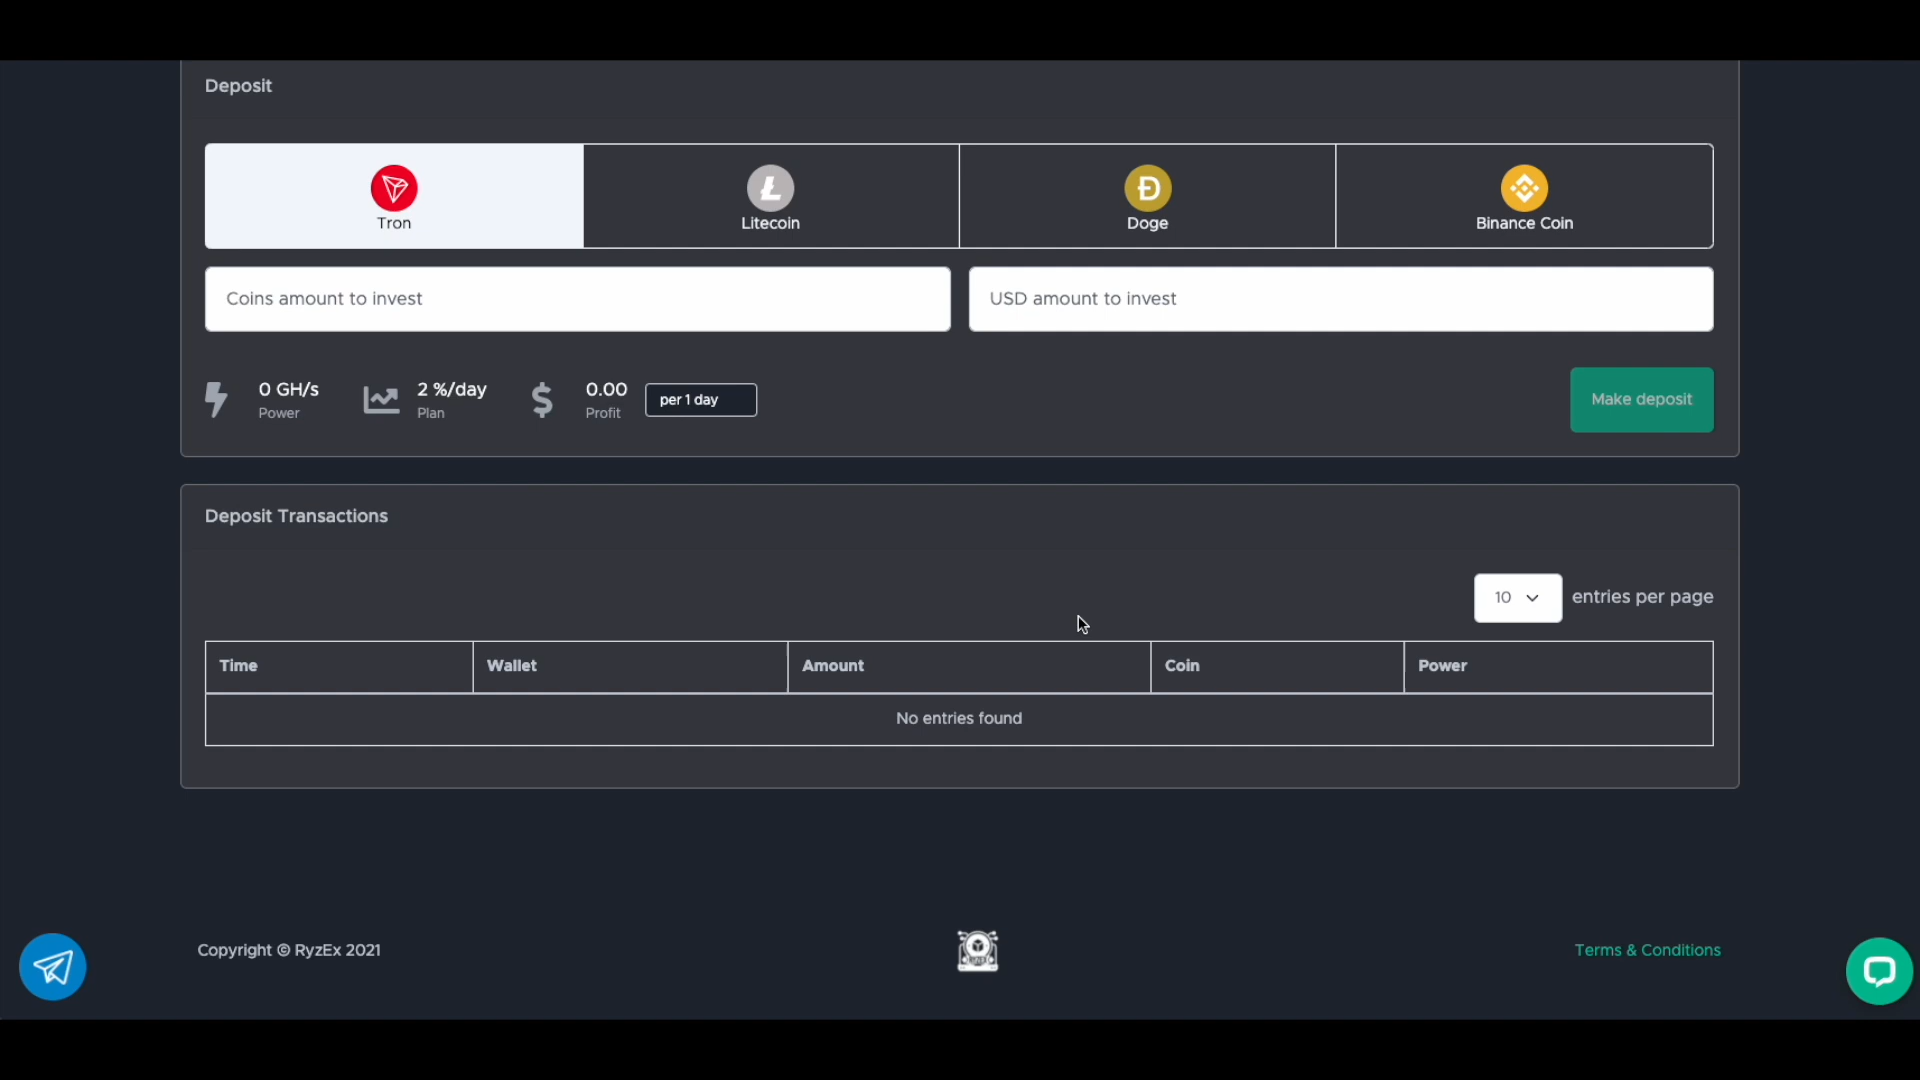 Deposit
Tron
Litecoin
Doge
Binance Coin
Coins amount to invest
USD amount to invest
0 GH/s
Power
2 %/day
Plan
0.00
Profit
per 1 day
Make deposit
Deposit Transactions
10 entries per page
Time Wallet Amount Coin Power
No entries found
Copyright © RyzEx 2021
Terms & Conditions